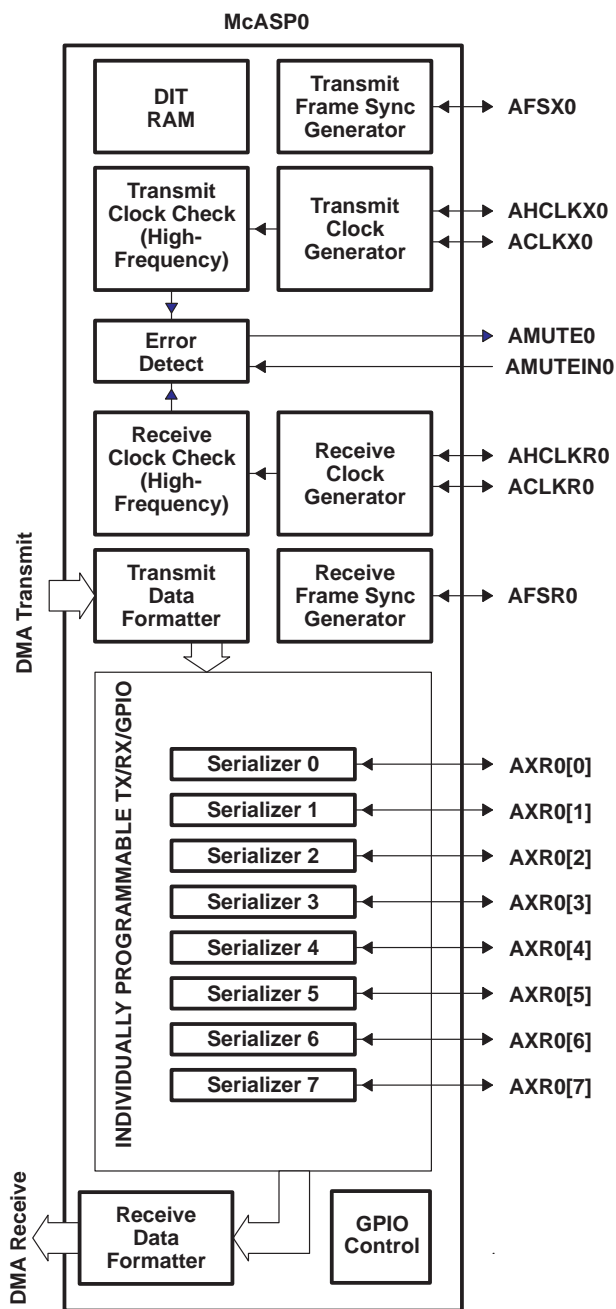 McASP0
DIT
RAM
Transmit
Frame Sync
Generator
AFSX0
Transmit
Clock Check
(High-
Frequency)
Transmit
Clock
Generator
AHCLKX0
ACLKX0
Error
Detect
AMUTE0
AMUTEIN0
Receive
Clock Check
(High-
Frequency)
Receive
Clock
Generator
AHCLKR0
ACLKR0
DMA Transmit
Transmit
Data
Formatter
Receive
Frame Sync
Generator
AFSR0
INDIVIDUALLY PROGRAMMABLE TX/RX/GPIO
Serializer 0
AXR0[0]
Serializer 1
AXR0[1]
Serializer 2
AXR0[2]
Serializer 3
AXR0[3]
Serializer 4
AXR0[4]
Serializer 5
AXR0[5]
Serializer 6
AXR0[6]
Serializer 7
AXR0[7]
DMA Receive
Receive
Data
Formatter
GPIO
Control